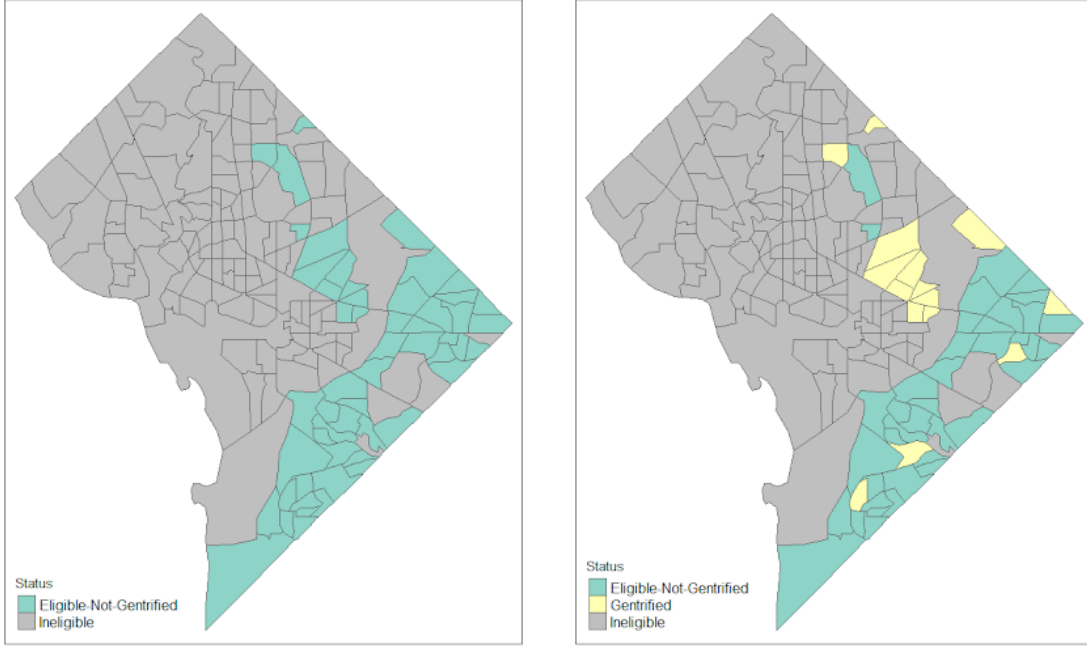 Status
Eligible-Not-Gentrified
Ineligible
Status
Eligible-Not-Gentrified
Gentrified
Ineligible